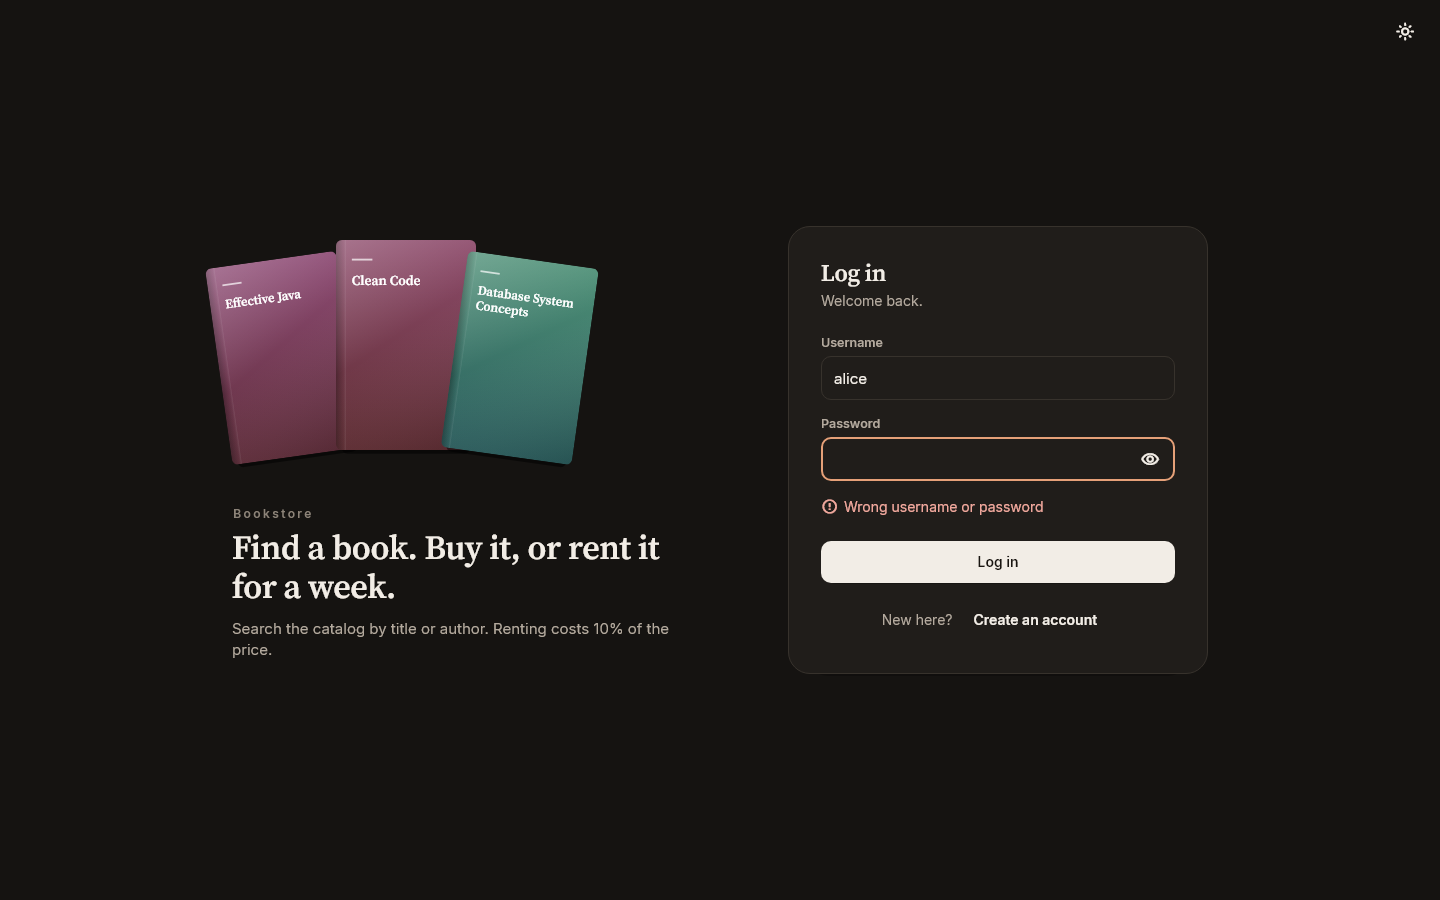 Effective Java
Clean Code
Database System
Concepts
Bookstore
Find a book. Buy it, or rent it
for a week.
Search the catalog by title or author. Renting costs 10% of the
price.
Log in
Welcome back.
Username
alice
Password
Wrong username or password
Log in
New here? Create an account